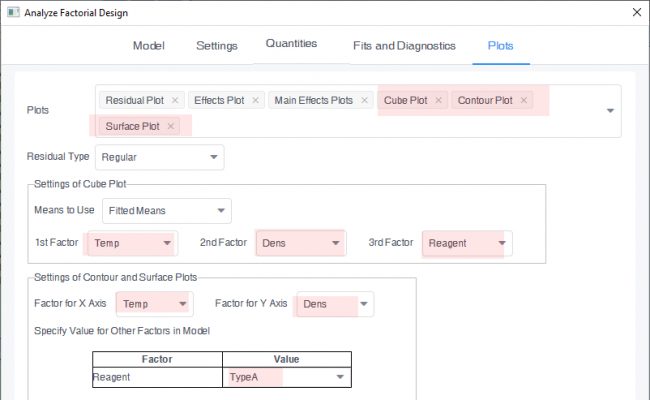 Analyze Factorial Design
Model Settings Quantities Fits and Diagnostics Plots
Plots Residual Plot × Effects Plot × Main Effects Plots × Cube Plot × Contour Plot ×
Surface Plot ×
Residual Type Regular
Settings of Cube Plot
Means to Use Fitted Means
1st Factor Temp 2nd Factor Dens 3rd Factor Reagent
Settings of Contour and Surface Plots
Factor for X Axis Temp Factor for Y Axis Dens
Specify Value for Other Factors in Model
Factor Value
Reagent TypeA